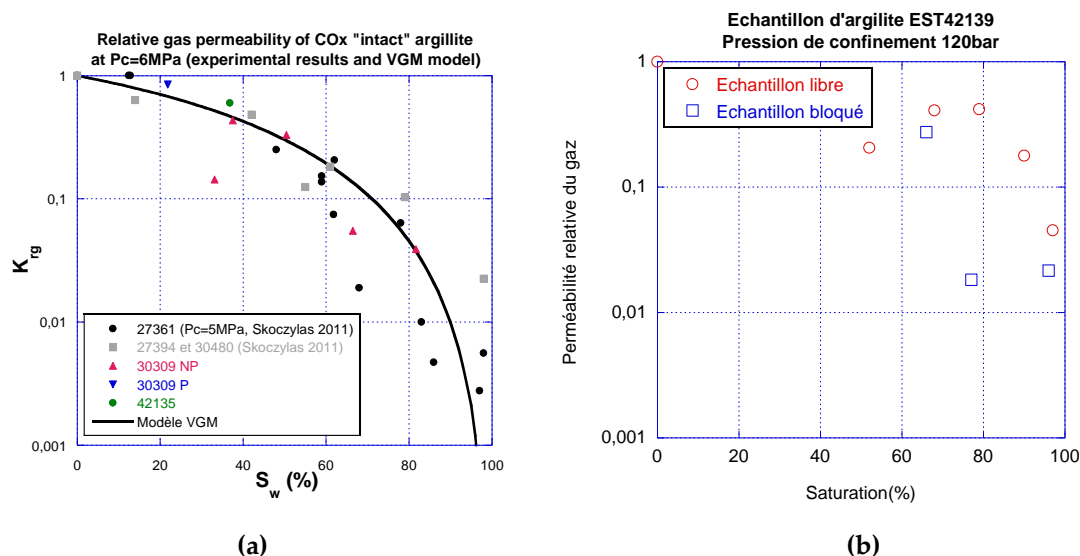 Relative gas permeability of COx "intact" argillite
at Pc=6MPa (experimental results and VGM model)
1
0,1
0,01
0,001
K_rg
27361 (Pc=5MPa, Skoczylas 2011)
27394 et 30480 (Skoczylas 2011)
30309 NP
30309 P
42135
Modèle VGM
0 20 40 60 80 100
S_w (%)
(a)
Echantillon d'argilite EST42139
Pression de confinement 120bar
1
0,1
0,01
0,001
Perméabilité relative du gaz
Echantillon libre
Echantillon bloqué
0 20 40 60 80 100
Saturation(%)
(b)